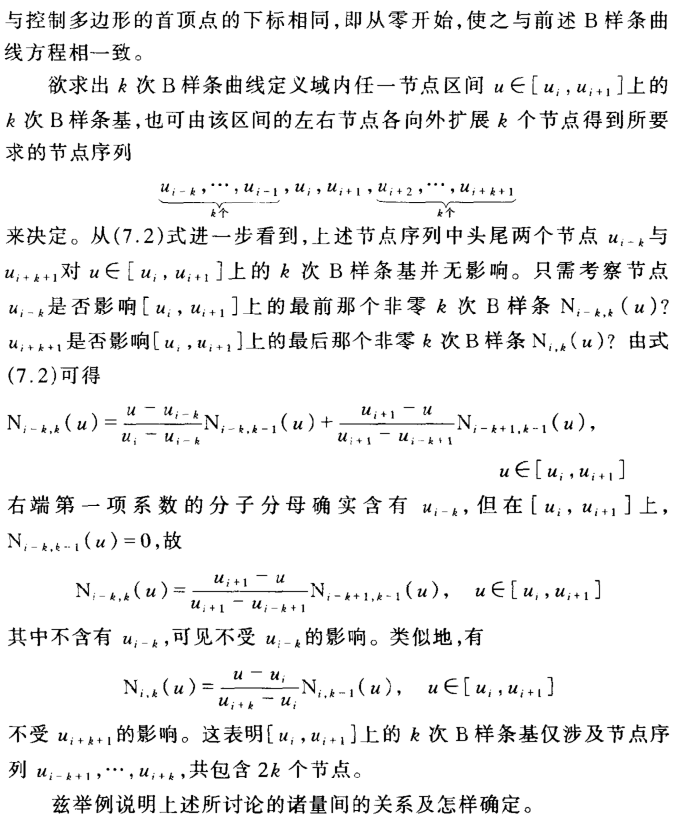 与控制多边形的首顶点的下标相同,即从零开始,使之与前述 B 样条曲
线方程相一致。
欲求出 k 次 B 样条曲线定义域内任一节点区间 u∈[uᵢ,uᵢ₊₁]上的
k 次 B 样条基,也可由该区间的左右节点各向外扩展 k 个节点得到所要
求的节点序列
u_{i-k},⋯,u_{i-1},u_i,u_{i+1},u_{i+2},⋯,u_{i+k+1}
k个 k个
来决定。从(7.2)式进一步看到,上述节点序列中头尾两个节点 u_{i-k}与
u_{i+k+1}对 u∈[u_i,u_{i+1}]上的 k 次 B 样条基并无影响。只需考察节点
u_{i-k}是否影响[u_i,u_{i+1}]上的最前那个非零 k 次 B 样条 N_{i-k,k}(u)?
u_{i+k+1}是否影响[u_i,u_{i+1}]上的最后那个非零 k 次 B 样条 N_{i,k}(u)? 由式
(7.2)可得
N_{i-k,k}(u)=\frac{u-u_{i-k}}{u_i-u_{i-k}}N_{i-k,k-1}(u)+\frac{u_{i+1}-u}{u_{i+1}-u_{i-k+1}}N_{i-k+1,k-1}(u),
u∈[u_i,u_{i+1}]
右端第一项系数的分子分母确实含有 u_{i-k},但在[u_i,u_{i+1}]上,
N_{i-k,k-1}(u)=0,故
N_{i-k,k}(u)=\frac{u_{i+1}-u}{u_{i+1}-u_{i-k+1}}N_{i-k+1,k-1}(u), u∈[u_i,u_{i+1}]
其中不含有 u_{i-k},可见不受 u_{i-k}的影响。类似地,有
N_{i,k}(u)=\frac{u-u_i}{u_{i+k}-u_i}N_{i,k-1}(u), u∈[u_i,u_{i+1}]
不受 u_{i+k+1}的影响。这表明[u_i,u_{i+1}]上的 k 次 B 样条基仅涉及节点序
列 u_{i-k+1},⋯,u_{i+k},共包含 2k 个节点。
兹举例说明上述所讨论的诸量间的关系及怎样确定。